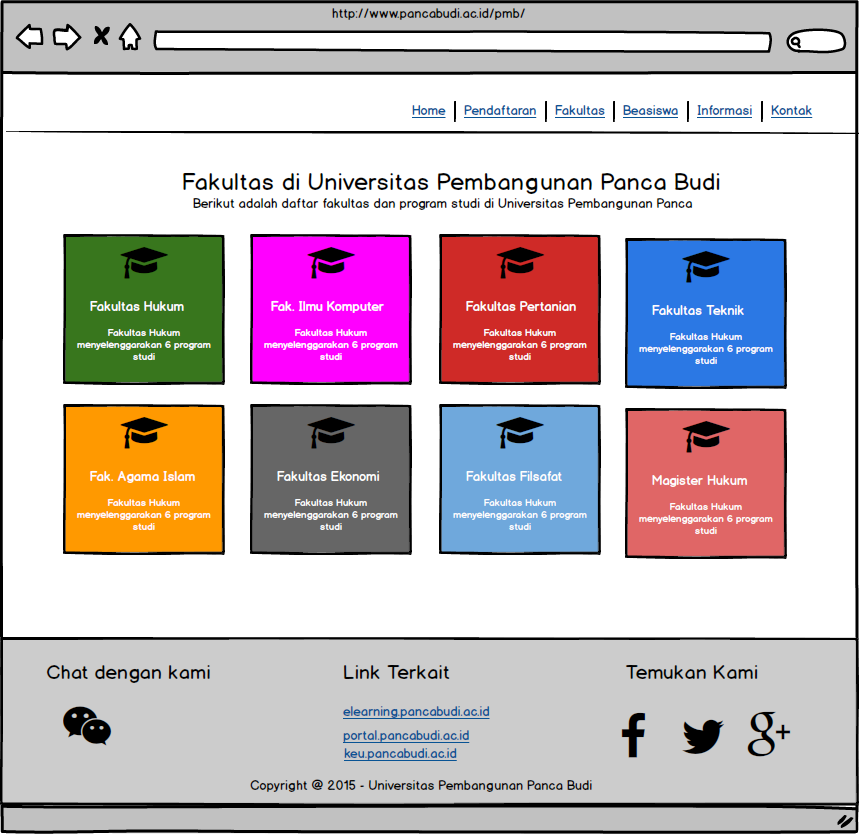 http://www.pancabudi.ac.id/pmb/
Home Pendaftaran Fakultas Beasiswa Informasi Kontak
Fakultas di Universitas Pembangunan Panca Budi
Berikut adalah daftar fakultas dan program studi di Universitas Pembangunan Panca
Fakultas Hukum
Fakultas Hukum
menyelenggarakan 6 program
studi
Fak. Ilmu Komputer
Fakultas Hukum
menyelenggarakan 6 program
studi
Fakultas Pertanian
Fakultas Hukum
menyelenggarakan 6 program
studi
Fakultas Teknik
Fakultas Hukum
menyelenggarakan 6 program
studi
Fak. Agama Islam
Fakultas Hukum
menyelenggarakan 6 program
studi
Fakultas Ekonomi
Fakultas Hukum
menyelenggarakan 6 program
studi
Fakultas Filsafat
Fakultas Hukum
menyelenggarakan 6 program
studi
Magister Hukum
Fakultas Hukum
menyelenggarakan 6 program
studi
Chat dengan kami
Link Terkait
elearning.pancabudi.ac.id
portal.pancabudi.ac.id
keu.pancabudi.ac.id
Temukan Kami
f g+
Copyright @ 2015 - Universitas Pembangunan Panca Budi